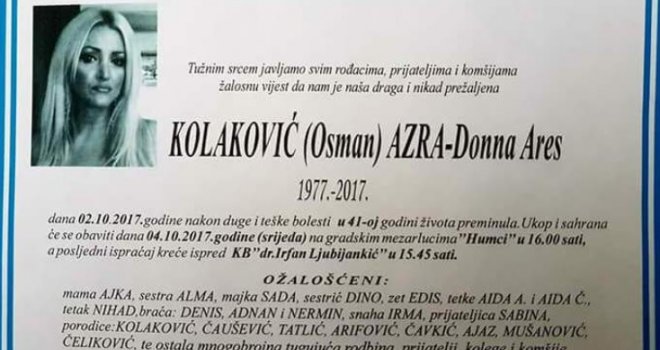 Tužnim srcem javljamo svim rođacima, prijateljima i komšijama
žalosnu vijest da nam je naša draga i nikad prežaljena
KOLAKOVIĆ (Osman) AZRA-Donna Ares
1977.-2017.
dana 02.10.2017.godine nakon duge i teške bolesti u 41-oj godini života preminula. Ukop i sahrana
će se obaviti dana 04.10.2017.godine (srijeda) na gradskim mezarlucima "Humci" u 16.00 sati,
a posljedni ispraćaj kreće ispred KB"dr.Irfan Ljubijankić"u 15.45 sati.
OŽALOŠĆENI:
mama AJKA, sestra ALMA, majka SADA, sestrić DINO, zet EDIS, tetke AIDA A. i AIDA Č.,
tetak NIHAD,braća: DENIS, ADNAN i NERMIN, snaha IRMA, prijateljica SABINA,
porodice:KOLAKOVIĆ, ČAUŠEVIĆ, TATLIĆ, ARIFOVIĆ, ČAVKIĆ, AJAZ, MUŠANOVIĆ,
ČELIKOVIĆ, te ostala mnogobrojna tugujuća rodbina, prijatelji, kolege i komšije